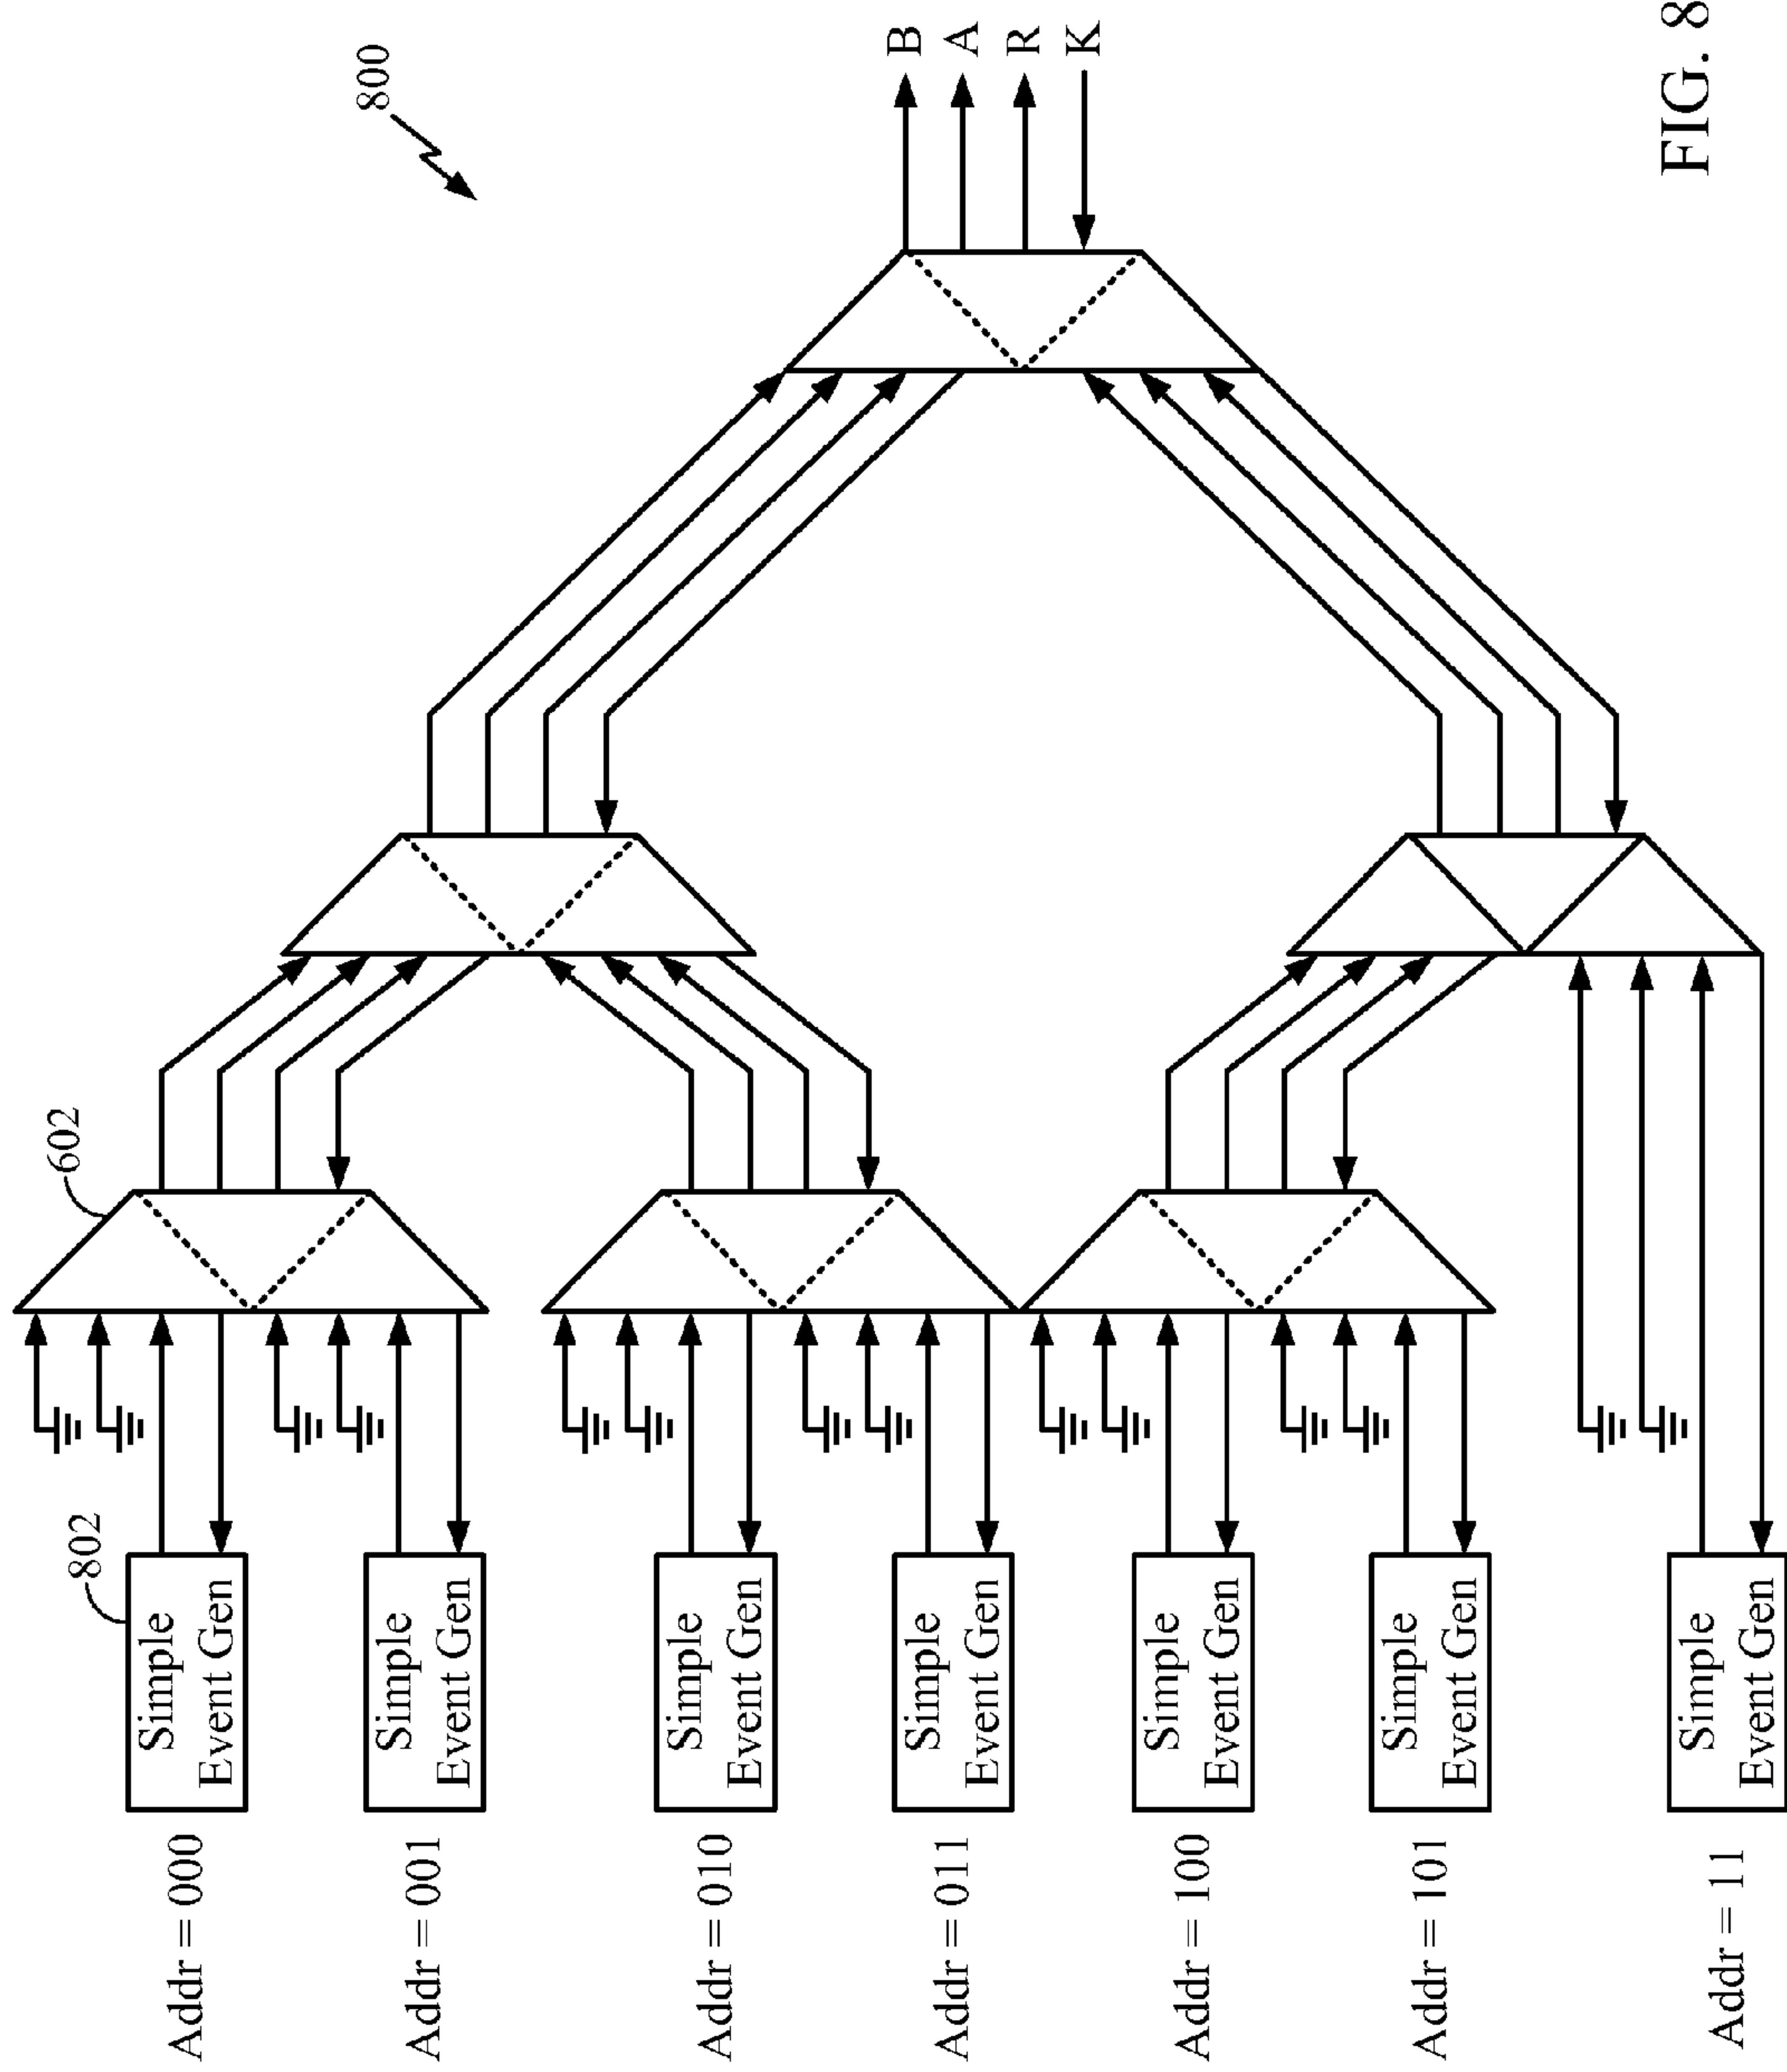 800
B
A
R
K
602
802
Simple
Event Gen
Addr = 000
Simple
Event Gen
Addr = 001
Simple
Event Gen
Addr = 010
Simple
Event Gen
Addr = 011
Simple
Event Gen
Addr = 100
Simple
Event Gen
Addr = 101
Simple
Event Gen
Addr = 11
FIG. 8